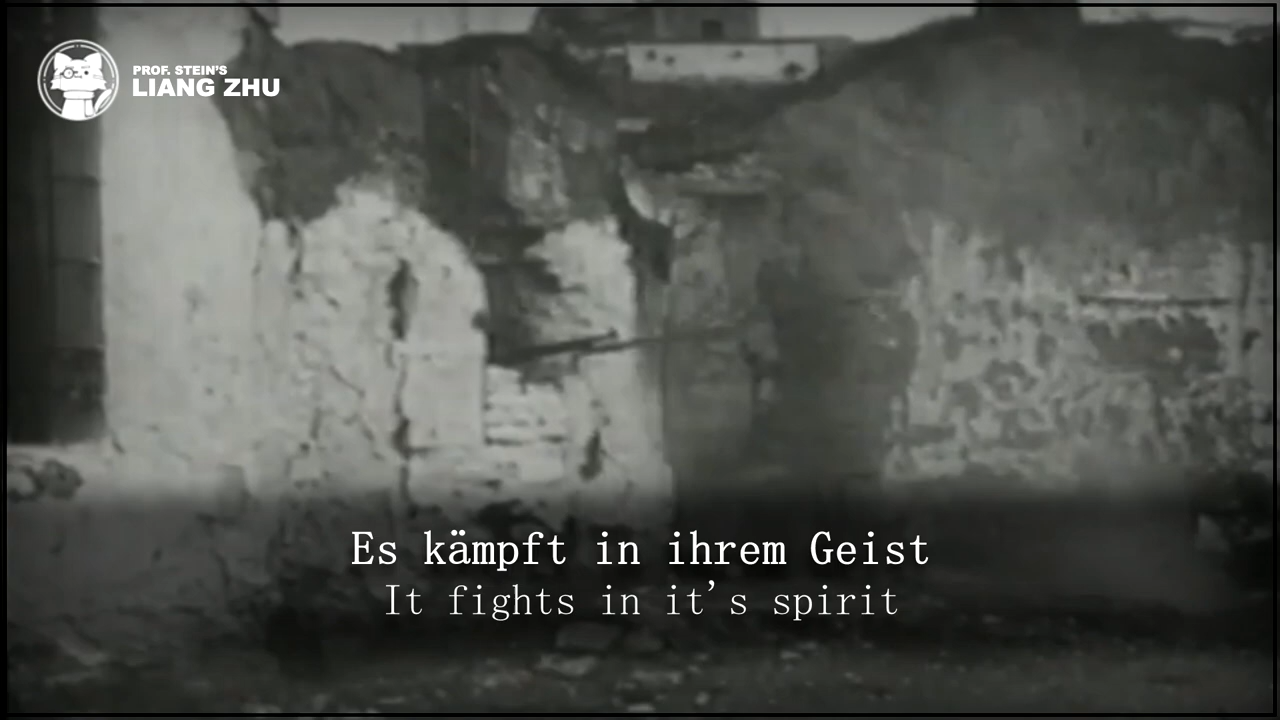 PROF. STEIN'S
LIANG ZHU
Es kämpft in ihrem Geist
It fights in it's spirit